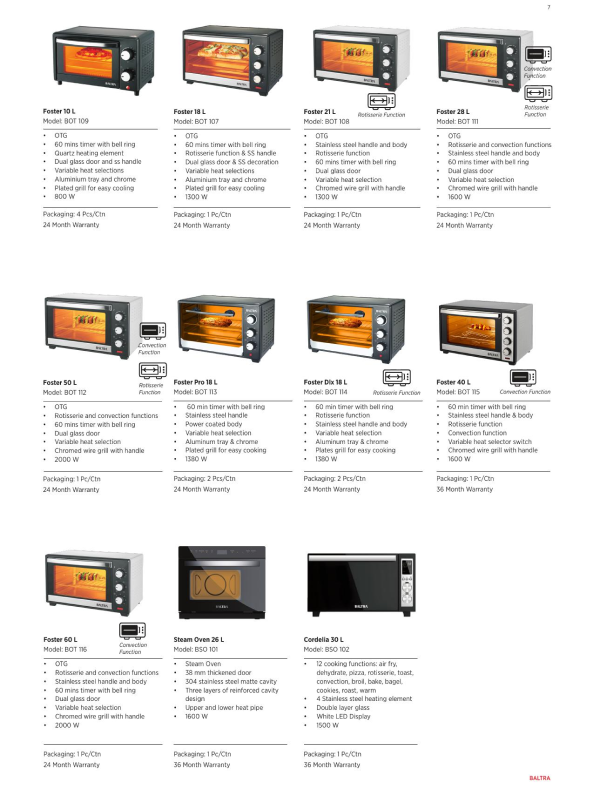 7
Convection
Function
Rotisserie
Function
Rotisserie Function
Foster 10 L
Model: BOT 109
• OTG
• 60 mins timer with bell ring
• Quartz heating element
• Dual glass door and ss handle
• Variable heat selections
• Aluminium tray and chrome
• Plated grill for easy cooking
• 800 W
Packaging: 4 Pcs/Ctn
24 Month Warranty
Foster 18 L
Model: BOT 107
• OTG
• 60 mins timer with bell ring
• Rotisserie function & SS handle
• Dual glass door & SS decoration
• Variable heat selections
• Aluminium tray and chrome
• Plated grill for easy cooking
• 1300 W
Packaging: 1 Pc/Ctn
24 Month Warranty
Foster 21 L
Model: BOT 108
• OTG
• Stainless steel handle and body
• Rotisserie function
• 60 mins timer with bell ring
• Dual glass door
• Variable heat selection
• Chromed wire grill with handle
• 1300 W
Packaging: 1 Pc/Ctn
24 Month Warranty
Foster 28 L
Model: BOT 111
• OTG
• Rotisserie and convection functions
• Stainless steel handle and body
• 60 mins timer with bell ring
• Dual glass door
• Variable heat selection
• Chromed wire grill with handle
• 1600 W
Packaging: 1 Pc/Ctn
24 Month Warranty
Convection
Function
Rotisserie
Function
Foster 50 L
Model: BOT 112
• OTG
• Rotisserie and convection functions
• 60 mins timer with bell ring
• Dual glass door
• Variable heat selection
• Chromed wire grill with handle
• 2000 W
Packaging: 1 Pc/Ctn
24 Month Warranty
Foster Pro 18 L
Model: BOT 113
• 60 min timer with bell ring
• Stainless steel handle
• Power coated body
• Variable heat selection
• Aluminum tray & chrome
• Plated grill for easy cooking
• 1380 W
Packaging: 2 Pcs/Ctn
24 Month Warranty
Foster Dlx 18 L
Model: BOT 114
Rotisserie Function
• 60 min timer with bell ring
• Rotisserie function
• Stainless steel handle and body
• Variable heat selection
• Aluminum tray & chrome
• Plates grill for easy cooking
• 1380 W
Packaging: 2 Pcs/Ctn
24 Month Warranty
Foster 40 L
Model: BOT 115
Convection Function
• 60 min timer with bell ring
• Stainless steel handle & body
• Rotisserie function
• Convection function
• Variable heat selector switch
• Chromed wire grill with handle
• 1600 W
Packaging: 1 Pc/Ctn
36 Month Warranty
BALTRA
Foster 60 L
Model: BOT 116
Convection
Function
• OTG
• Rotisserie and convection functions
• Stainless steel handle and body
• 60 mins timer with bell ring
• Dual glass door
• Variable heat selection
• Chromed wire grill with handle
• 2000 W
Packaging: 1 Pc/Ctn
24 Month Warranty
Steam Oven 26 L
Model: BSO 101
• Steam Oven
• 38 mm thickened door
• 304 stainless steel matte cavity
• Three layers of reinforced cavity
design
• Upper and lower heat pipe
• 1600 W
Packaging: 1 Pc/Ctn
36 Month Warranty
Cordella 30 L
Model: BSO 102
• 12 cooking functions: air fry,
dehydrate, pizza, rotisserie, toast,
convection, broil, bake, bagel,
cookies, roast, warm
• 4 Stainless steel heating element
• Double layer glass
• White LED Display
• 1500 W
Packaging: 1 Pc/Ctn
36 Month Warranty
BALTRA